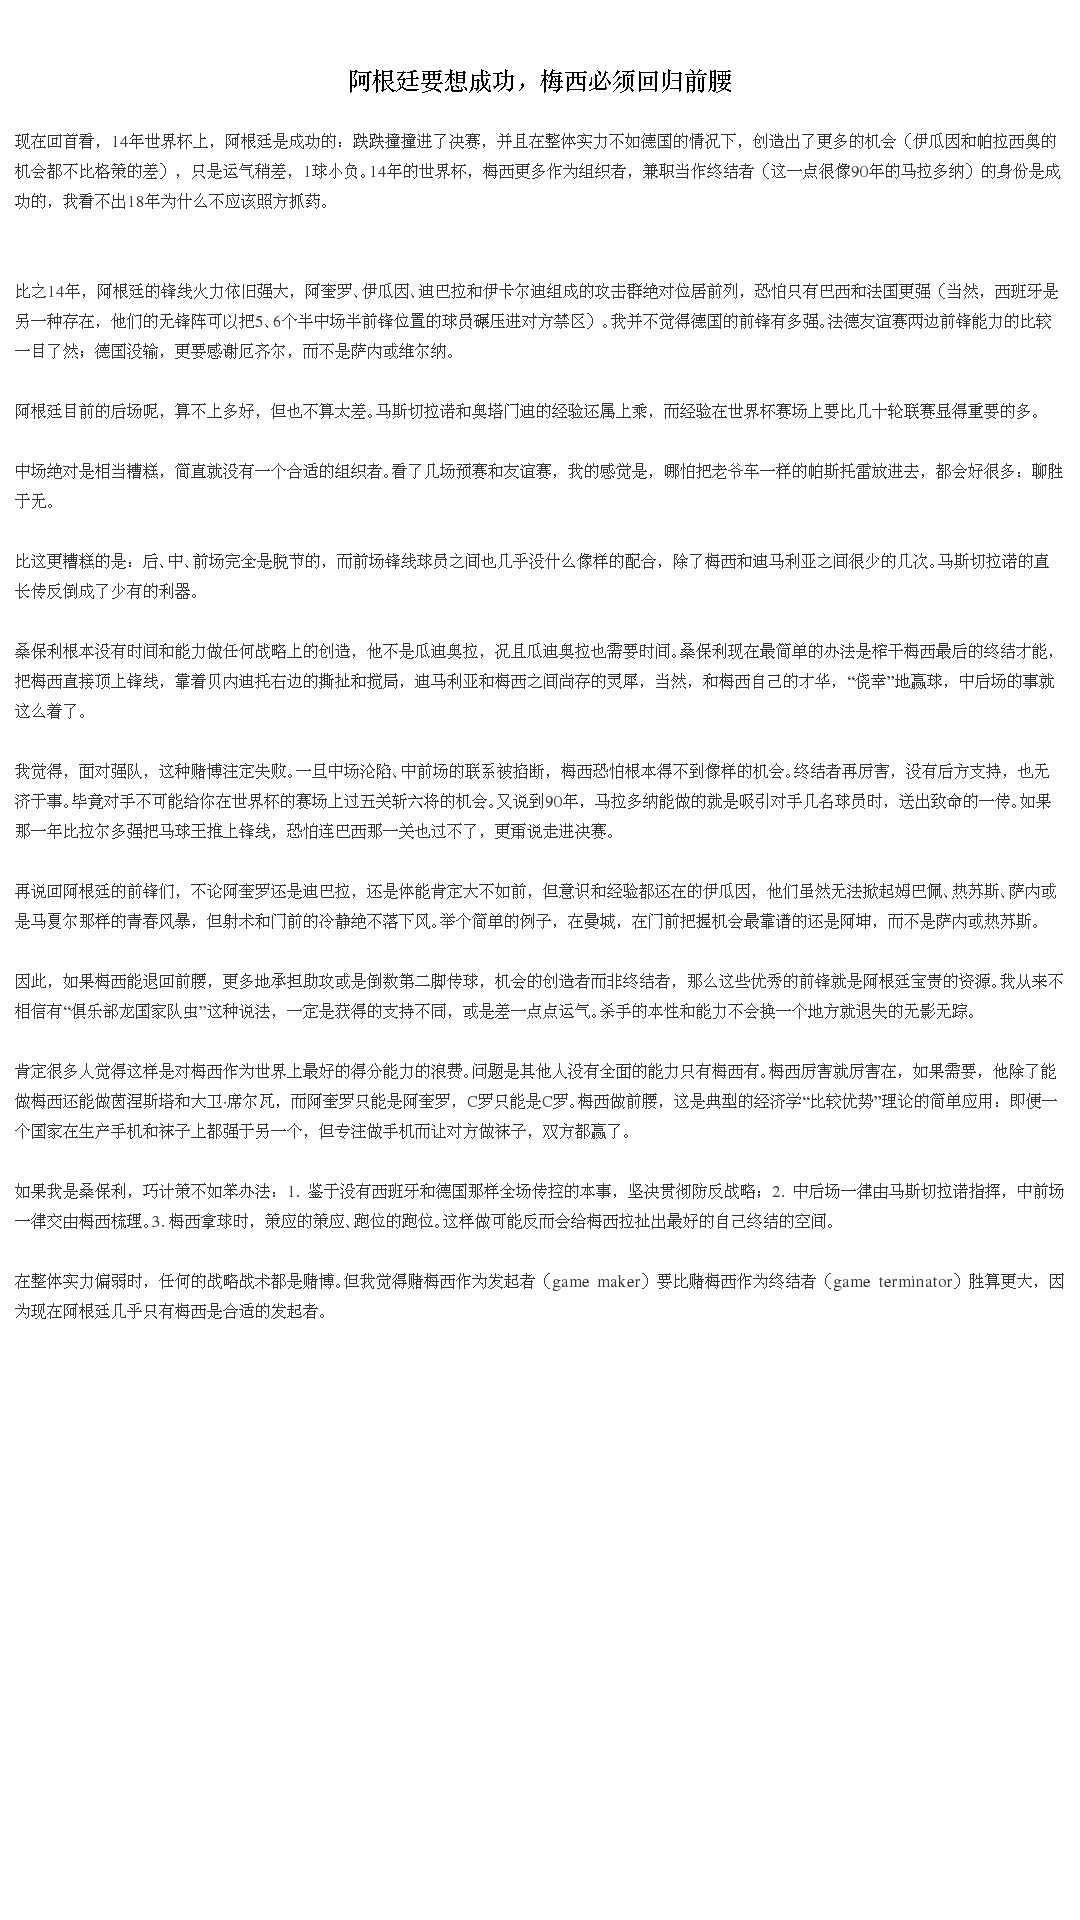 阿根廷要想成功，梅西必须回归前腰
现在回首看，14年世界杯上，阿根廷是成功的：跌跌撞撞进了决赛，并且在整体实力不如德国的情况下，创造出了更多的机会（伊瓜因和帕拉西奥的
机会都不比格策的差），只是运气稍差，1球小负。14年的世界杯，梅西更多作为组织者，兼职当作终结者（这一点很像90年的马拉多纳）的身份是成
功的，我看不出18年为什么不应该照方抓药。
比之14年，阿根廷的锋线火力依旧强大，阿奎罗、伊瓜因、迪巴拉和伊卡尔迪组成的攻击群绝对位居前列，恐怕只有巴西和法国更强（当然，西班牙是
另一种存在，他们的无锋阵可以把5、6个半中场半前锋位置的球员碾压进对方禁区）。我并不觉得德国的前锋有多强。法德友谊赛两边前锋能力的比较
一目了然；德国没输，更要感谢厄齐尔，而不是萨内或维尔纳。
阿根廷目前的后场呢，算不上多好，但也不算太差。马斯切拉诺和奥塔门迪的经验还属上乘，而经验在世界杯赛场上要比几十轮联赛显得重要的多。
中场绝对是相当糟糕，简直就没有一个合适的组织者。看了几场预赛和友谊赛，我的感觉是，哪怕把老爷车一样的帕斯托雷放进去，都会好很多：聊胜
于无。
比这更糟糕的是：后、中、前场完全是脱节的，而前场锋线球员之间也几乎没什么像样的配合，除了梅西和迪马利亚之间很少的几次。马斯切拉诺的直
长传反倒成了少有的利器。
桑保利根本没有时间和能力做任何战略上的创造，他不是瓜迪奥拉，况且瓜迪奥拉也需要时间。桑保利现在最简单的办法是榨干梅西最后的终结才能，
把梅西直接顶上锋线，靠着贝内迪托右边的撕扯和搅局，迪马利亚和梅西之间尚存的灵犀，当然，和梅西自己的才华，“侥幸”地赢球，中后场的事就
这么着了。
我觉得，面对强队，这种赌博注定失败。一旦中场沦陷、中前场的联系被掐断，梅西恐怕根本得不到像样的机会。终结者再厉害，没有后方支持，也无
济于事。毕竟对手不可能给你在世界杯的赛场上过五关斩六将的机会。又说到90年，马拉多纳能做的就是吸引对手几名球员时，送出致命的一传。如果
那一年比拉尔多强把马球王推上锋线，恐怕连巴西那一关也过不了，更甭说走进决赛。
再说回阿根廷的前锋们，不论阿奎罗还是迪巴拉，还是体能肯定大不如前，但意识和经验都还在的伊瓜因，他们虽然无法掀起姆巴佩、热苏斯、萨内或
是马夏尔那样的青春风暴，但射术和门前的冷静绝不落下风。举个简单的例子，在曼城，在门前把握机会最靠谱的还是阿坤，而不是萨内或热苏斯。
因此，如果梅西能退回前腰，更多地承担助攻或是倒数第二脚传球，机会的创造者而非终结者，那么这些优秀的前锋就是阿根廷宝贵的资源。我从来不
相信有“俱乐部龙国家队虫”这种说法，一定是获得的支持不同，或是差一点点运气。杀手的本性和能力不会换一个地方就退失的无影无踪。
肯定很多人觉得这样是对梅西作为世界上最好的得分能力的浪费。问题是其他人没有全面的能力只有梅西有。梅西厉害就厉害在，如果需要，他除了能
做梅西还能做茵涅斯塔和大卫·席尔瓦，而阿奎罗只能是阿奎罗，C罗只能是C罗。梅西做前腰，这是典型的经济学“比较优势”理论的简单应用：即便一
个国家在生产手机和袜子上都强于另一个，但专注做手机而让对方做袜子，双方都赢了。
如果我是桑保利，巧计策不如笨办法：1. 鉴于没有西班牙和德国那样全场传控的本事，坚决贯彻防反战略；2. 中后场一律由马斯切拉诺指挥，中前场
一律交由梅西梳理。3. 梅西拿球时，策应的策应、跑位的跑位。这样做可能反而会给梅西拉扯出最好的自己终结的空间。
在整体实力偏弱时，任何的战略战术都是赌博。但我觉得赌梅西作为发起者（game maker）要比赌梅西作为终结者（game terminator）胜算更大，因
为现在阿根廷几乎只有梅西是合适的发起者。